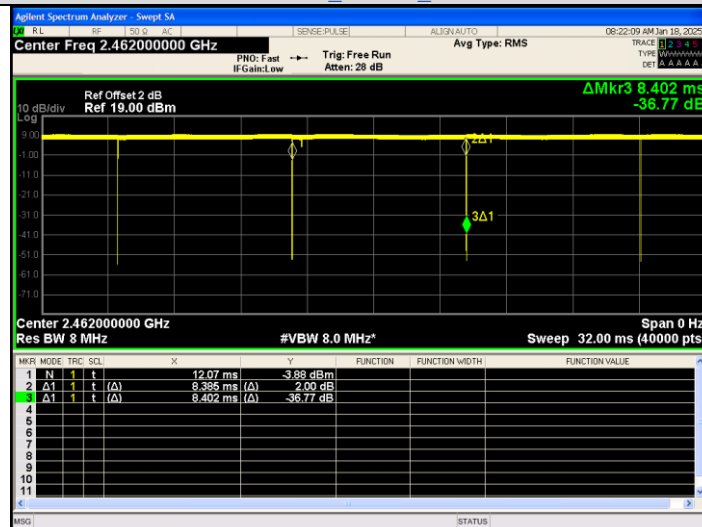 Agilent Spectrum Analyzer - Swept SA
RL RF 50 Ω AC SENSE:PULSE ALIGN AUTO 08:22:09 AM Jan 18, 2025
Center Freq 2.462000000 GHz
PNO: Fast
IFGain:Low
Trig: Free Run
Atten: 28 dB
Avg Type: RMS
TRACE 1 2 3 4 5
TYPE
DET A A A A A
ΔMkr3 8.402 ms
-36.77 dB
Ref Offset 2 dB
10 dB/div Ref 19.00 dBm
Log
9.00
-1.00
-11.0
-21.0
-31.0
-41.0
-51.0
-61.0
-71.0
1
2Δ1
3Δ1
Center 2.462000000 GHz Span 0 Hz
Res BW 8 MHz #VBW 8.0 MHz* Sweep 32.00 ms (40000 pts
MKR MODE TRC SCL X Y FUNCTION FUNCTION WIDTH FUNCTION VALUE
1 N 1 t 12.07 ms -3.88 dBm
2 Δ1 1 t (Δ) 8.385 ms (Δ) 2.00 dB
3 Δ1 1 t (Δ) 8.402 ms (Δ) -36.77 dB
4
5
6
7
8
9
10
11
MSG STATUS